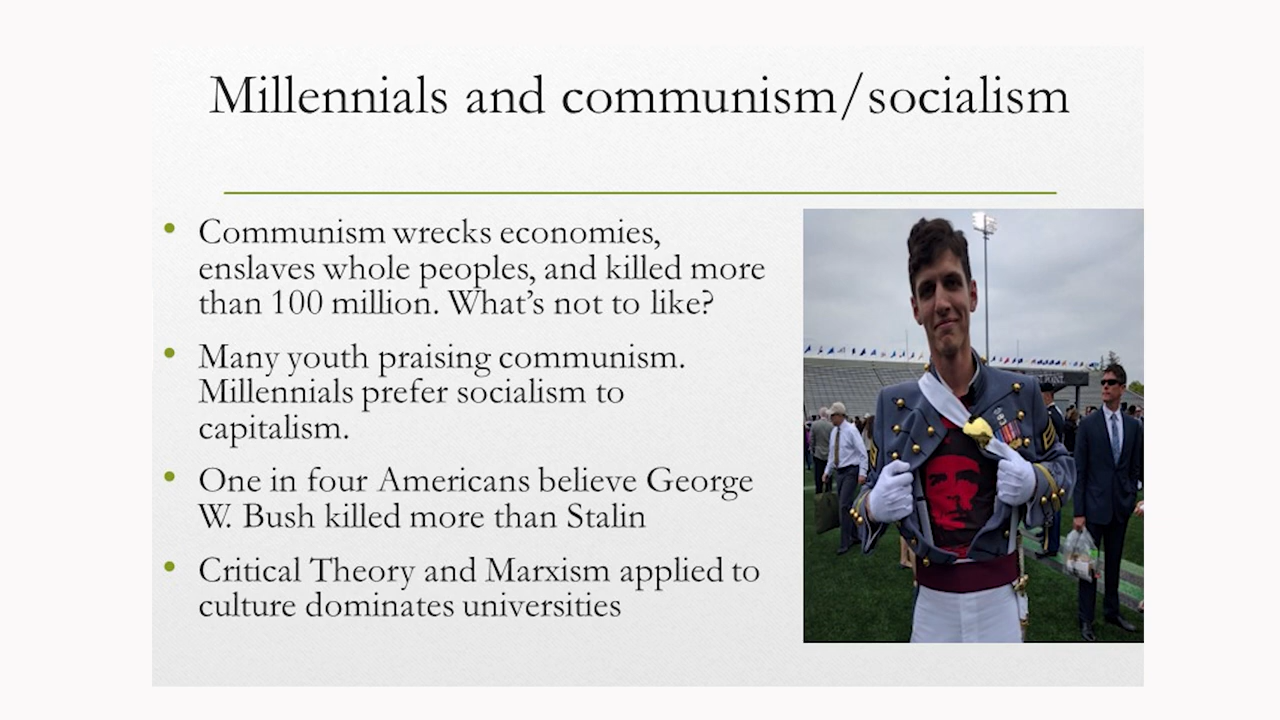 Millennials and communism/socialism
• Communism wrecks economies,
enslaves whole peoples, and killed more
than 100 million. What's not to like?
• Many youth praising communism.
Millennials prefer socialism to
capitalism.
• One in four Americans believe George
W. Bush killed more than Stalin
• Critical Theory and Marxism applied to
culture dominates universities